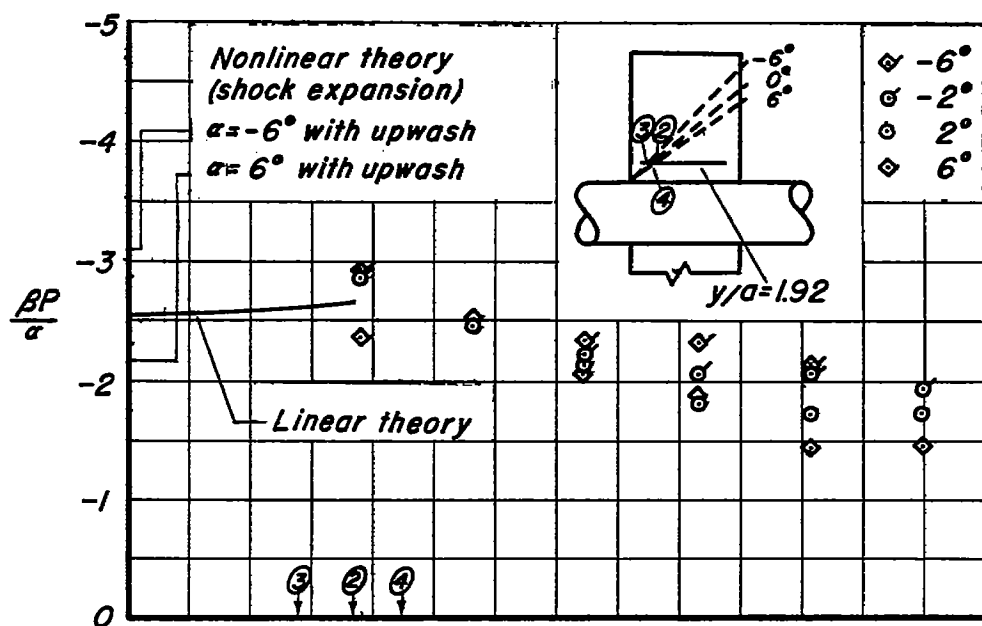 -5
Nonlinear theory
(shock expansion)
α=-6° with upwash
α=6° with upwash
-4
-3
βP
α
-2
Linear theory
-1
0
③ ② ④
-6°
0°
6°
③ ②
④
y/a=1.92
-6°
-2°
2°
6°